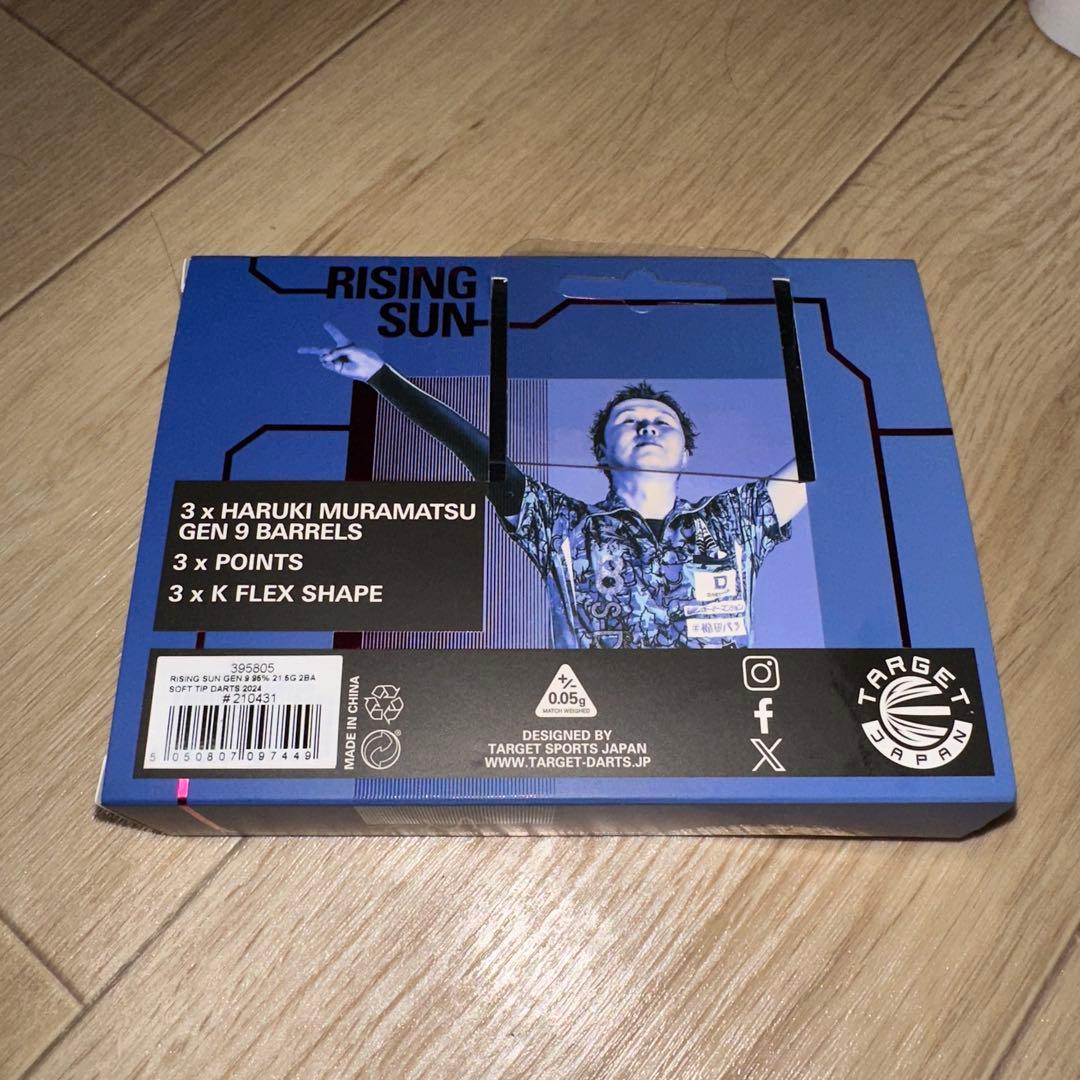 RISING
SUN
3 x HARUKI MURAMATSU
GEN 9 BARRELS
3 x POINTS
3 x K FLEX SHAPE
D
395805
RISING SUN GEN 9 95% 21.5G 2BA
SOFT TIP DARTS 2024
#210431
5 050807 097449
MADE IN CHINA
+/-
0.05g
MATCH WEIGHED
DESIGNED BY
TARGET SPORTS JAPAN
WWW.TARGET-DARTS.JP
TARGET
JAPAN